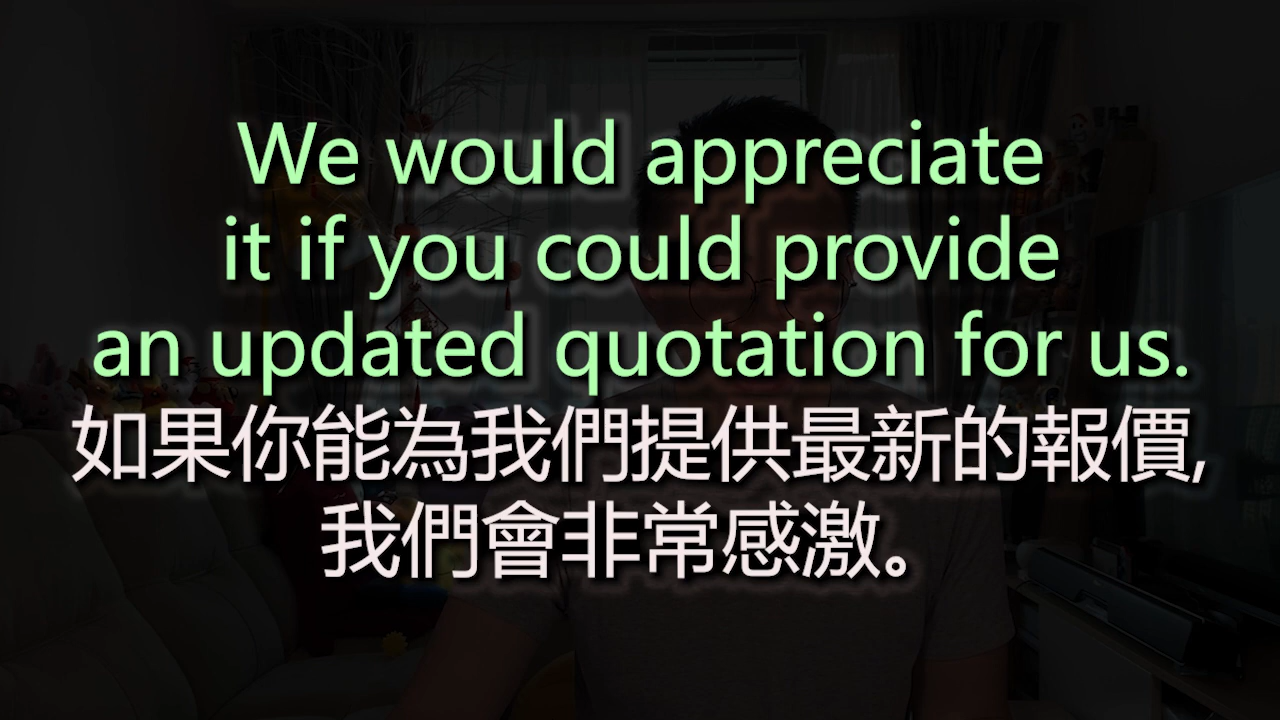 We would appreciate
it if you could provide
an updated quotation for us.
如果你能為我們提供最新的報價,
我們會非常感激。